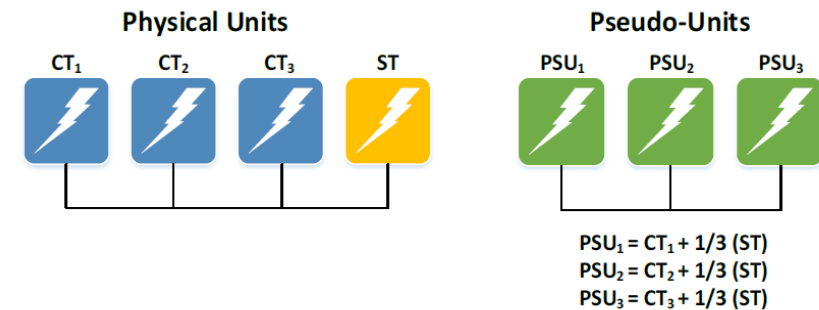 Physical Units
Pseudo-Units
CT₁ CT₂ CT₃ ST
PSU₁ PSU₂ PSU₃
PSU₁ = CT₁ + 1/3 (ST)
PSU₂ = CT₂ + 1/3 (ST)
PSU₃ = CT₃ + 1/3 (ST)